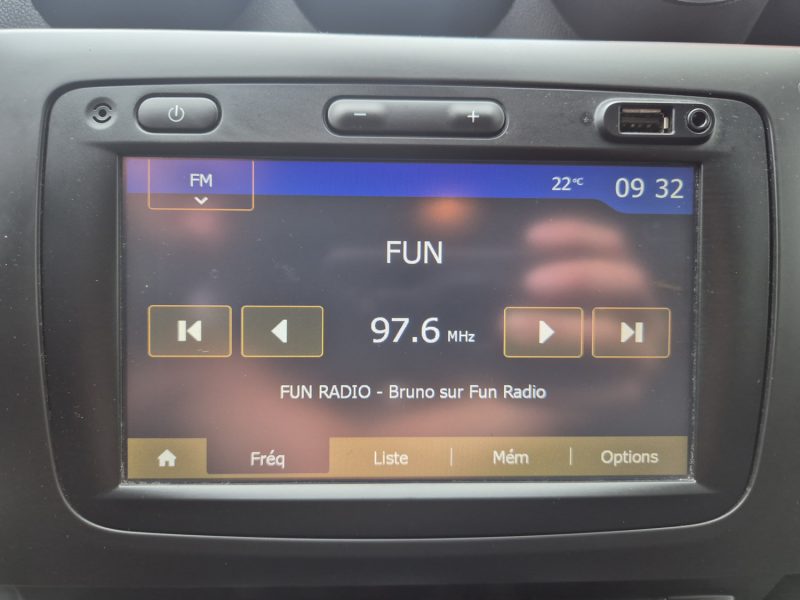 − +
FM 22°C 09 32
FUN
97.6 MHz
FUN RADIO - Bruno sur Fun Radio
Fréq Liste Mém Options